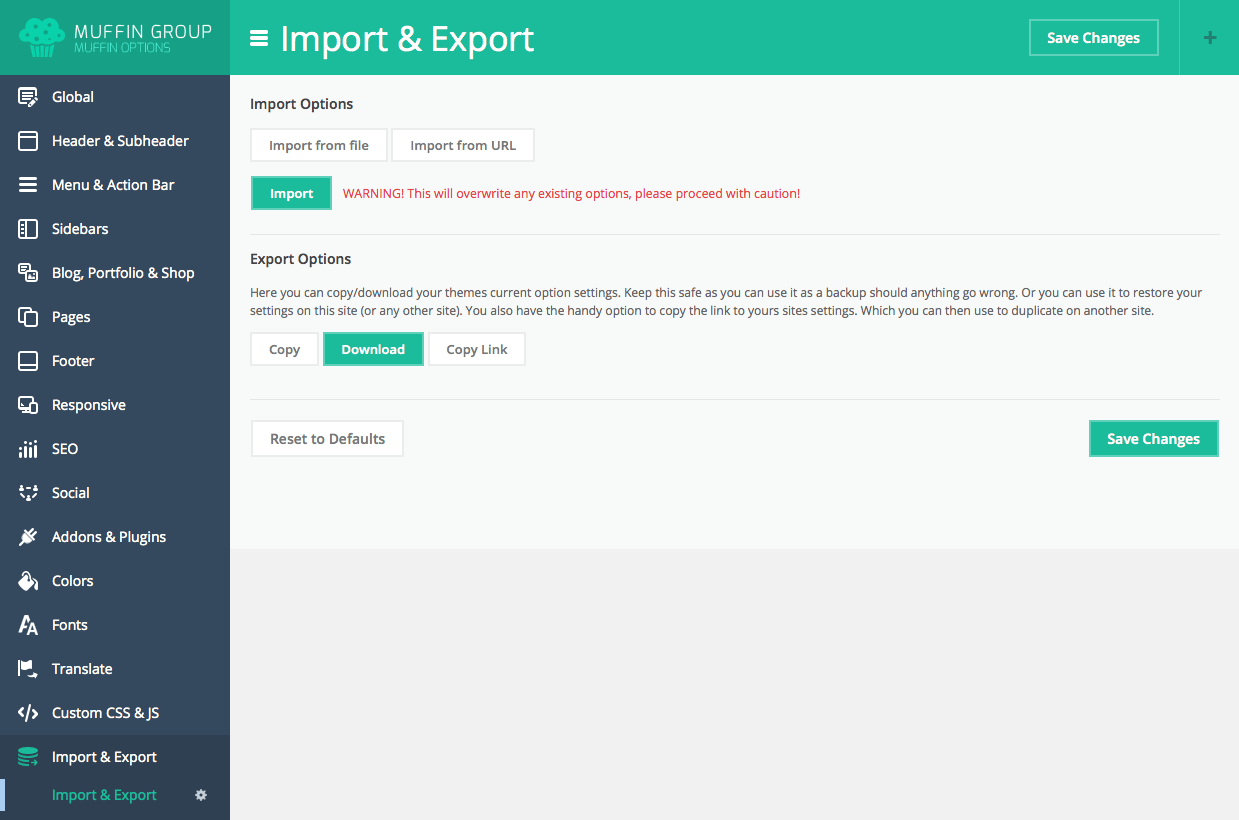 MUFFIN GROUP
MUFFIN OPTIONS
Import & Export
Save Changes
+
Global
Header & Subheader
Menu & Action Bar
Sidebars
Blog, Portfolio & Shop
Pages
Footer
Responsive
SEO
Social
Addons & Plugins
Colors
Fonts
Translate
Custom CSS & JS
Import & Export
Import & Export
Import Options
Import from file
Import from URL
Import
WARNING! This will overwrite any existing options, please proceed with caution!
Export Options
Here you can copy/download your themes current option settings. Keep this safe as you can use it as a backup should anything go wrong. Or you can use it to restore your
settings on this site (or any other site). You also have the handy option to copy the link to yours sites settings. Which you can then use to duplicate on another site.
Copy
Download
Copy Link
Reset to Defaults
Save Changes